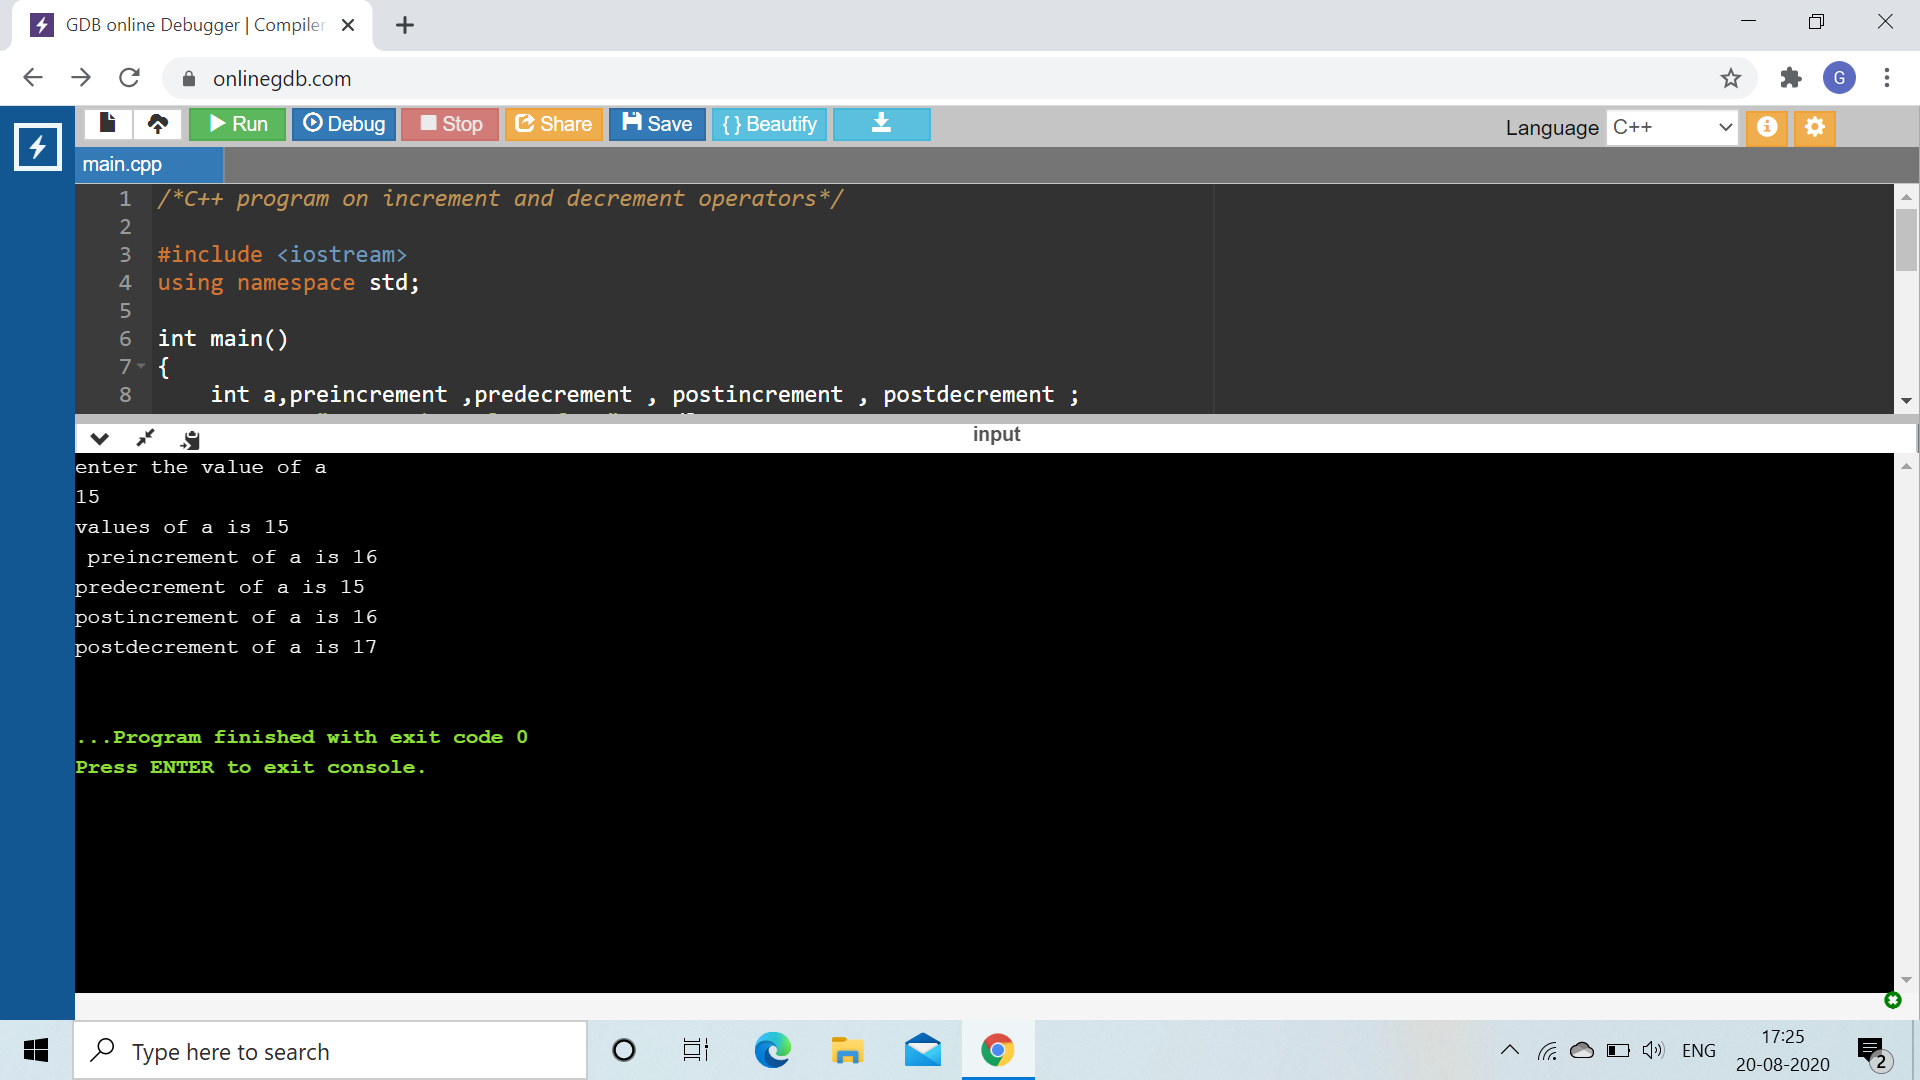 GDB online Debugger | Compiler
onlinegdb.com
G
Run Debug Stop Share Save { } Beautify
Language C++
main.cpp
1 /*C++ program on increment and decrement operators*/
2
3 #include <iostream>
4 using namespace std;
5
6 int main()
7 {
8 int a,preincrement ,predecrement , postincrement , postdecrement ;
input
enter the value of a
15
values of a is 15
preincrement of a is 16
predecrement of a is 15
postincrement of a is 16
postdecrement of a is 17
...Program finished with exit code 0
Press ENTER to exit console.
Type here to search
ENG
17:25
20-08-2020
2